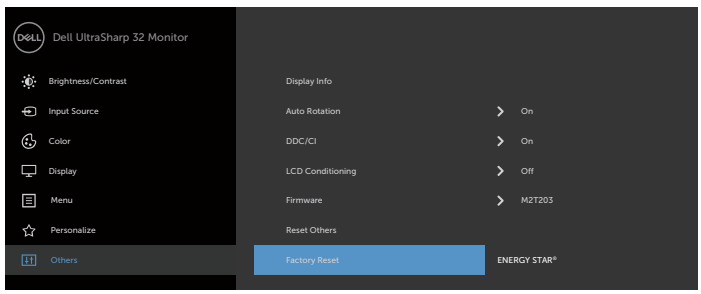 DELL Dell UltraSharp 32 Monitor
Brightness/Contrast
Display Info
Input Source
Auto Rotation On
Color
DDC/CI On
Display
LCD Conditioning Off
Menu
Firmware M2T203
Personalize
Reset Others
Others
Factory Reset ENERGY STAR®